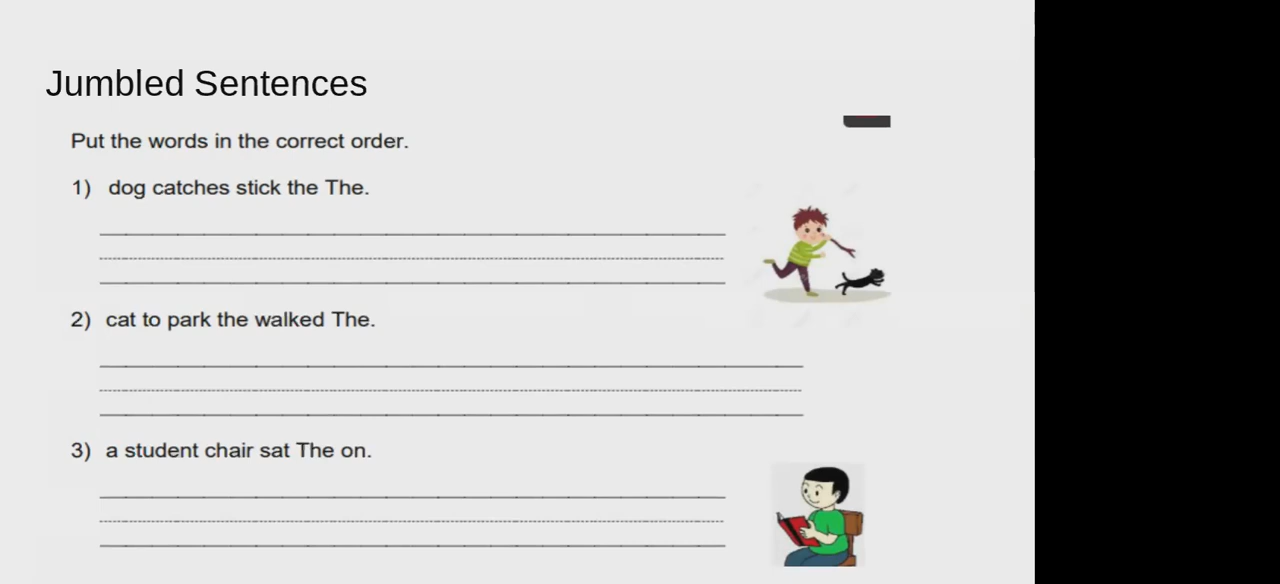 Jumbled Sentences
Put the words in the correct order.
1) dog catches stick the The.
2) cat to park the walked The.
3) a student chair sat The on.